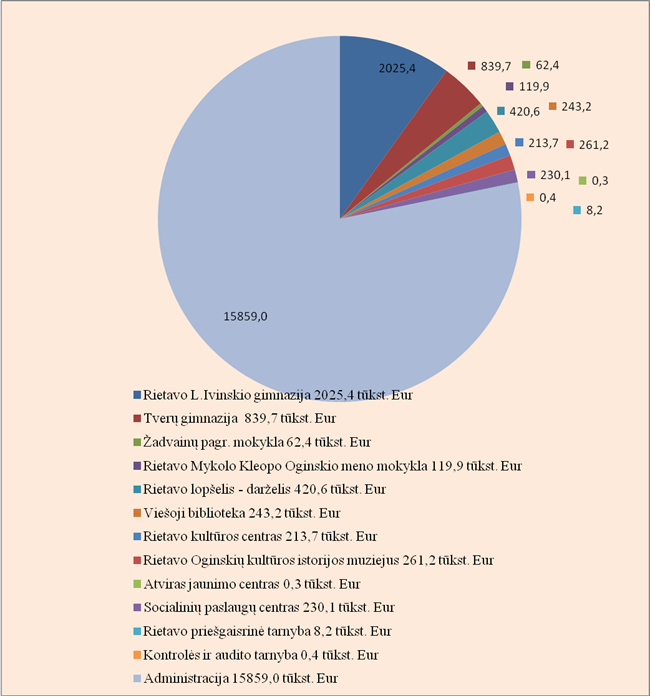 2025,4
839,7 62,4
119,9
420,6 243,2
213,7 261,2
230,1 0,3
0,4
8,2
15859,0
Rietavo L.Ivinskio gimnazija 2025,4 tūkst. Eur
Tverų gimnazija 839,7 tūkst. Eur
Žadvainų pagr. mokykla 62,4 tūkst. Eur
Rietavo Mykolo Kleopo Oginskio meno mokykla 119,9 tūkst. Eur
Rietavo lopšelis - darželis 420,6 tūkst. Eur
Viešoji biblioteka 243,2 tūkst. Eur
Rietavo kultūros centras 213,7 tūkst. Eur
Rietavo Oginskių kultūros istorijos muziejus 261,2 tūkst. Eur
Atviras jaunimo centras 0,3 tūkst. Eur
Socialinių paslaugų centras 230,1 tūkst. Eur
Rietavo priešgaisrinė tarnyba 8,2 tūkst. Eur
Kontrolės ir audito tarnyba 0,4 tūkst. Eur
Administracija 15859,0 tūkst. Eur